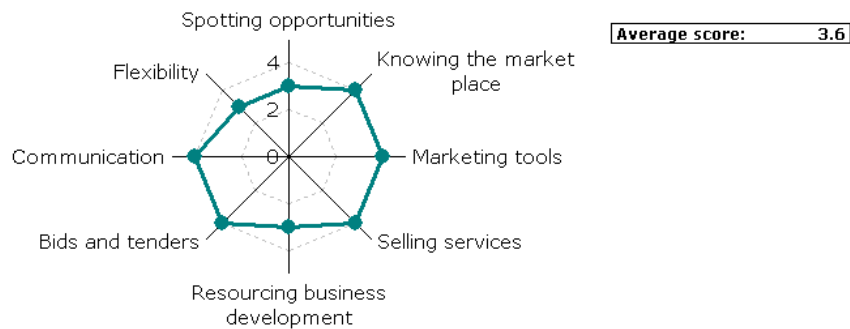 Spotting opportunities
Average score: 3.6
Knowing the market
place
Flexibility
4
2
0
Communication
Marketing tools
Bids and tenders
Selling services
Resourcing business
development